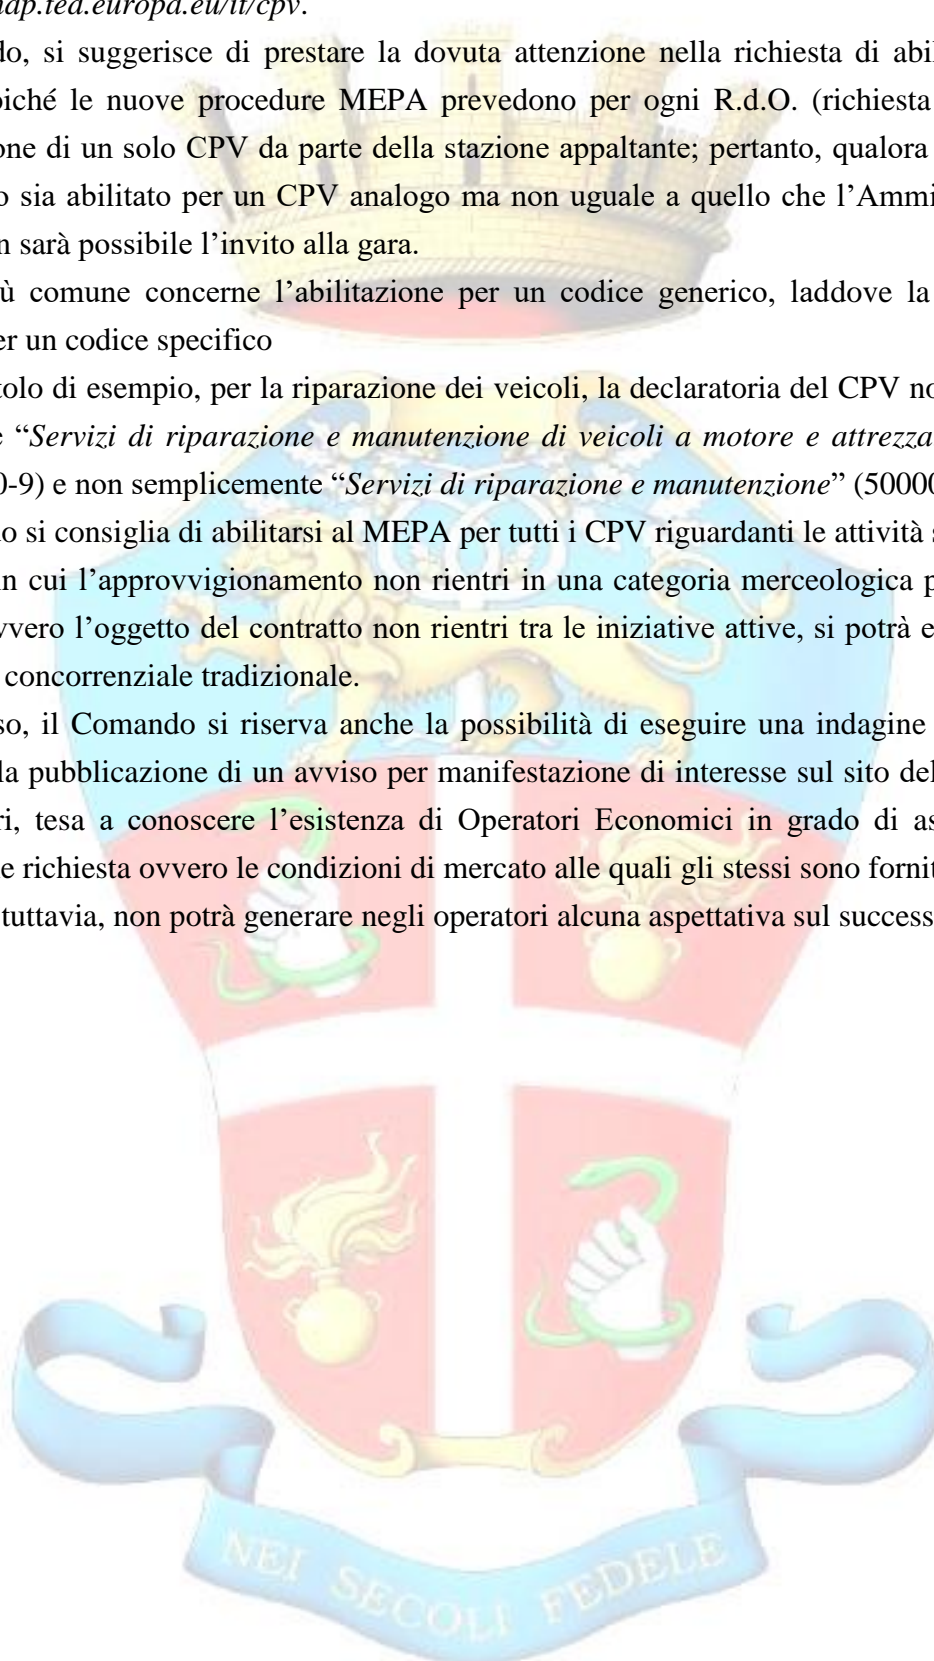 map.ted.europa.eu/it/cpv.
do, si suggerisce di prestare la dovuta attenzione nella richiesta di abil
oiché le nuove procedure MEPA prevedono per ogni R.d.O. (richiesta
one di un solo CPV da parte della stazione appaltante; pertanto, qualora
o sia abilitato per un CPV analogo ma non uguale a quello che l’Ammi
n sarà possibile l’invito alla gara.
ù comune concerne l’abilitazione per un codice generico, laddove la
er un codice specifico
tolo di esempio, per la riparazione dei veicoli, la declaratoria del CPV no
e “Servizi di riparazione e manutenzione di veicoli a motore e attrezza
0-9) e non semplicemente “Servizi di riparazione e manutenzione” (50000
o si consiglia di abilitarsi al MEPA per tutti i CPV riguardanti le attività s
in cui l’approvvigionamento non rientri in una categoria merceologica p
vvero l’oggetto del contratto non rientri tra le iniziative attive, si potrà e
concorrenziale tradizionale.
so, il Comando si riserva anche la possibilità di eseguire una indagine
la pubblicazione di un avviso per manifestazione di interesse sul sito del
ri, tesa a conoscere l’esistenza di Operatori Economici in grado di as
e richiesta ovvero le condizioni di mercato alle quali gli stessi sono fornit
tuttavia, non potrà generare negli operatori alcuna aspettativa sul success
NEI SECOLI FEDELE